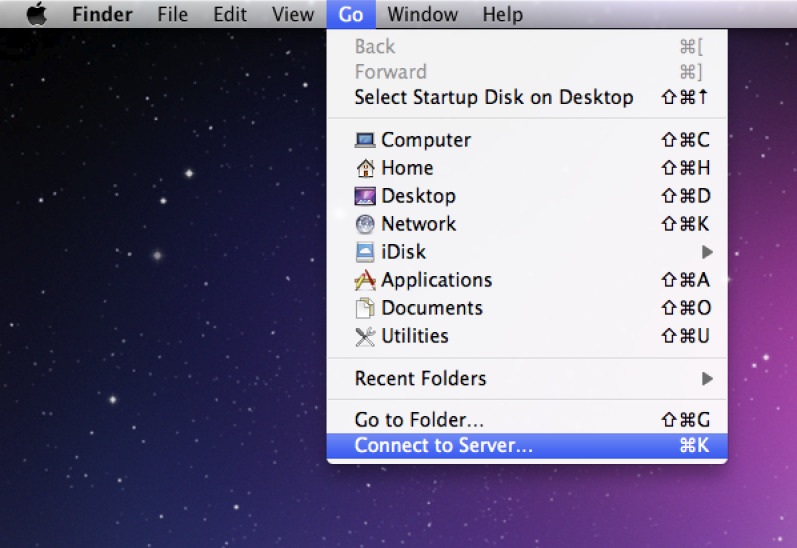 Finder File Edit View Go Window Help
Back ⌘[
Forward ⌘]
Select Startup Disk on Desktop ⇧⌘↑
Computer ⇧⌘C
Home ⇧⌘H
Desktop ⇧⌘D
Network ⇧⌘K
iDisk
Applications ⇧⌘A
Documents ⇧⌘O
Utilities ⇧⌘U
Recent Folders
Go to Folder... ⇧⌘G
Connect to Server... ⌘K